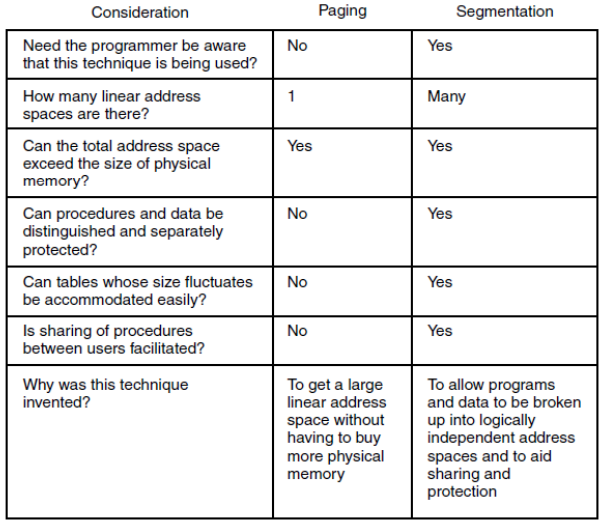 Consideration Paging Segmentation
Need the programmer be aware No Yes
that this technique is being used?
How many linear address 1 Many
spaces are there?
Can the total address space Yes Yes
exceed the size of physical
memory?
Can procedures and data be No Yes
distinguished and separately
protected?
Can tables whose size fluctuates No Yes
be accommodated easily?
Is sharing of procedures No Yes
between users facilitated?
Why was this technique To get a large To allow programs
invented? linear address and data to be broken
space without up into logically
having to buy independent address
more physical spaces and to aid
memory sharing and
protection